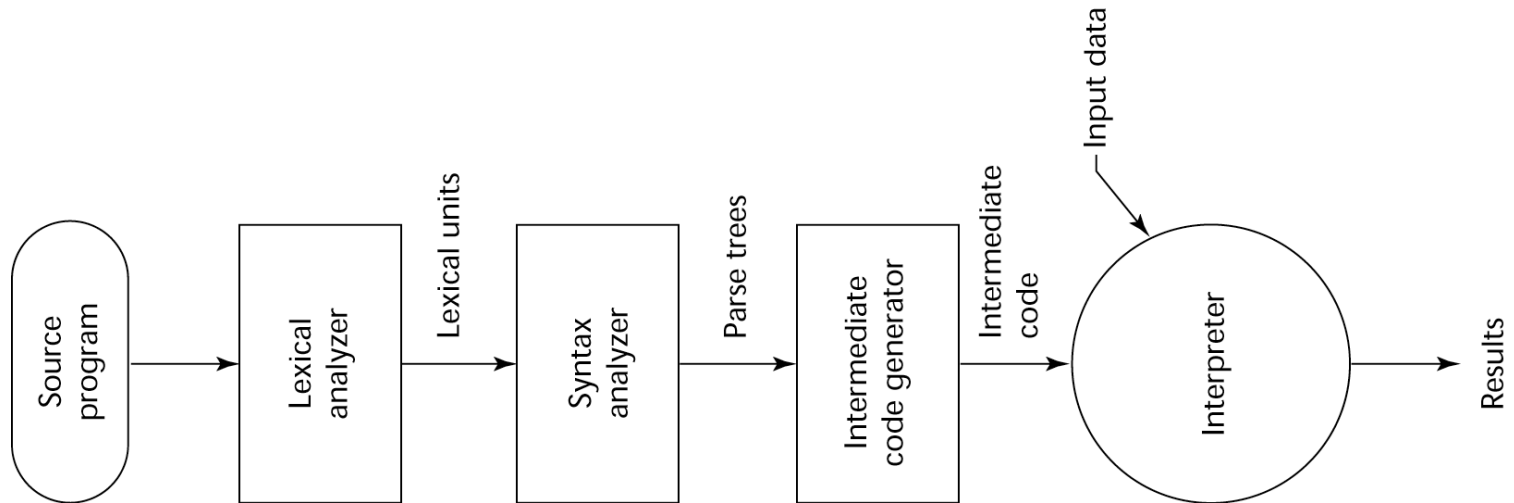 Source
program
Lexical
analyzer
Lexical units
Syntax
analyzer
Parse trees
Intermediate
code generator
Intermediate
code
Input data
Interpreter
Results